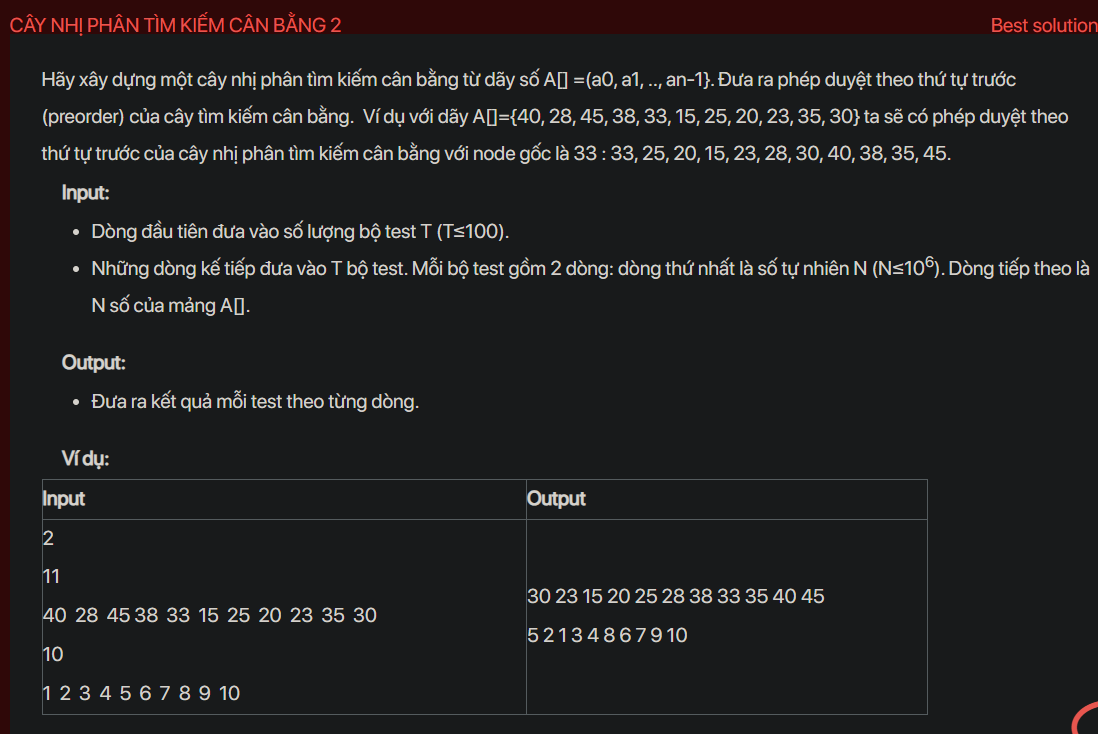 CÂY NHỊ PHÂN TÌM KIẾM CÂN BẰNG 2
Best solution
Hãy xây dựng một cây nhị phân tìm kiếm cân bằng từ dãy số A[] =(a0, a1, .., an-1}. Đưa ra phép duyệt theo thứ tự trước
(preorder) của cây tìm kiếm cân bằng. Ví dụ với dãy A[]={40, 28, 45, 38, 33, 15, 25, 20, 23, 35, 30} ta sẽ có phép duyệt theo
thứ tự trước của cây nhị phân tìm kiếm cân bằng với node gốc là 33 : 33, 25, 20, 15, 23, 28, 30, 40, 38, 35, 45.
Input:
• Dòng đầu tiên đưa vào số lượng bộ test T (T≤100).
• Những dòng kế tiếp đưa vào T bộ test. Mỗi bộ test gồm 2 dòng: dòng thứ nhất là số tự nhiên N (N≤10⁶). Dòng tiếp theo là
N số của mảng A[].
Output:
• Đưa ra kết quả mỗi test theo từng dòng.
Ví dụ:
Input
Output
2
11
40 28 45 38 33 15 25 20 23 35 30
10
1 2 3 4 5 6 7 8 9 10
30 23 15 20 25 28 38 33 35 40 45
5 2 1 3 4 8 6 7 9 10